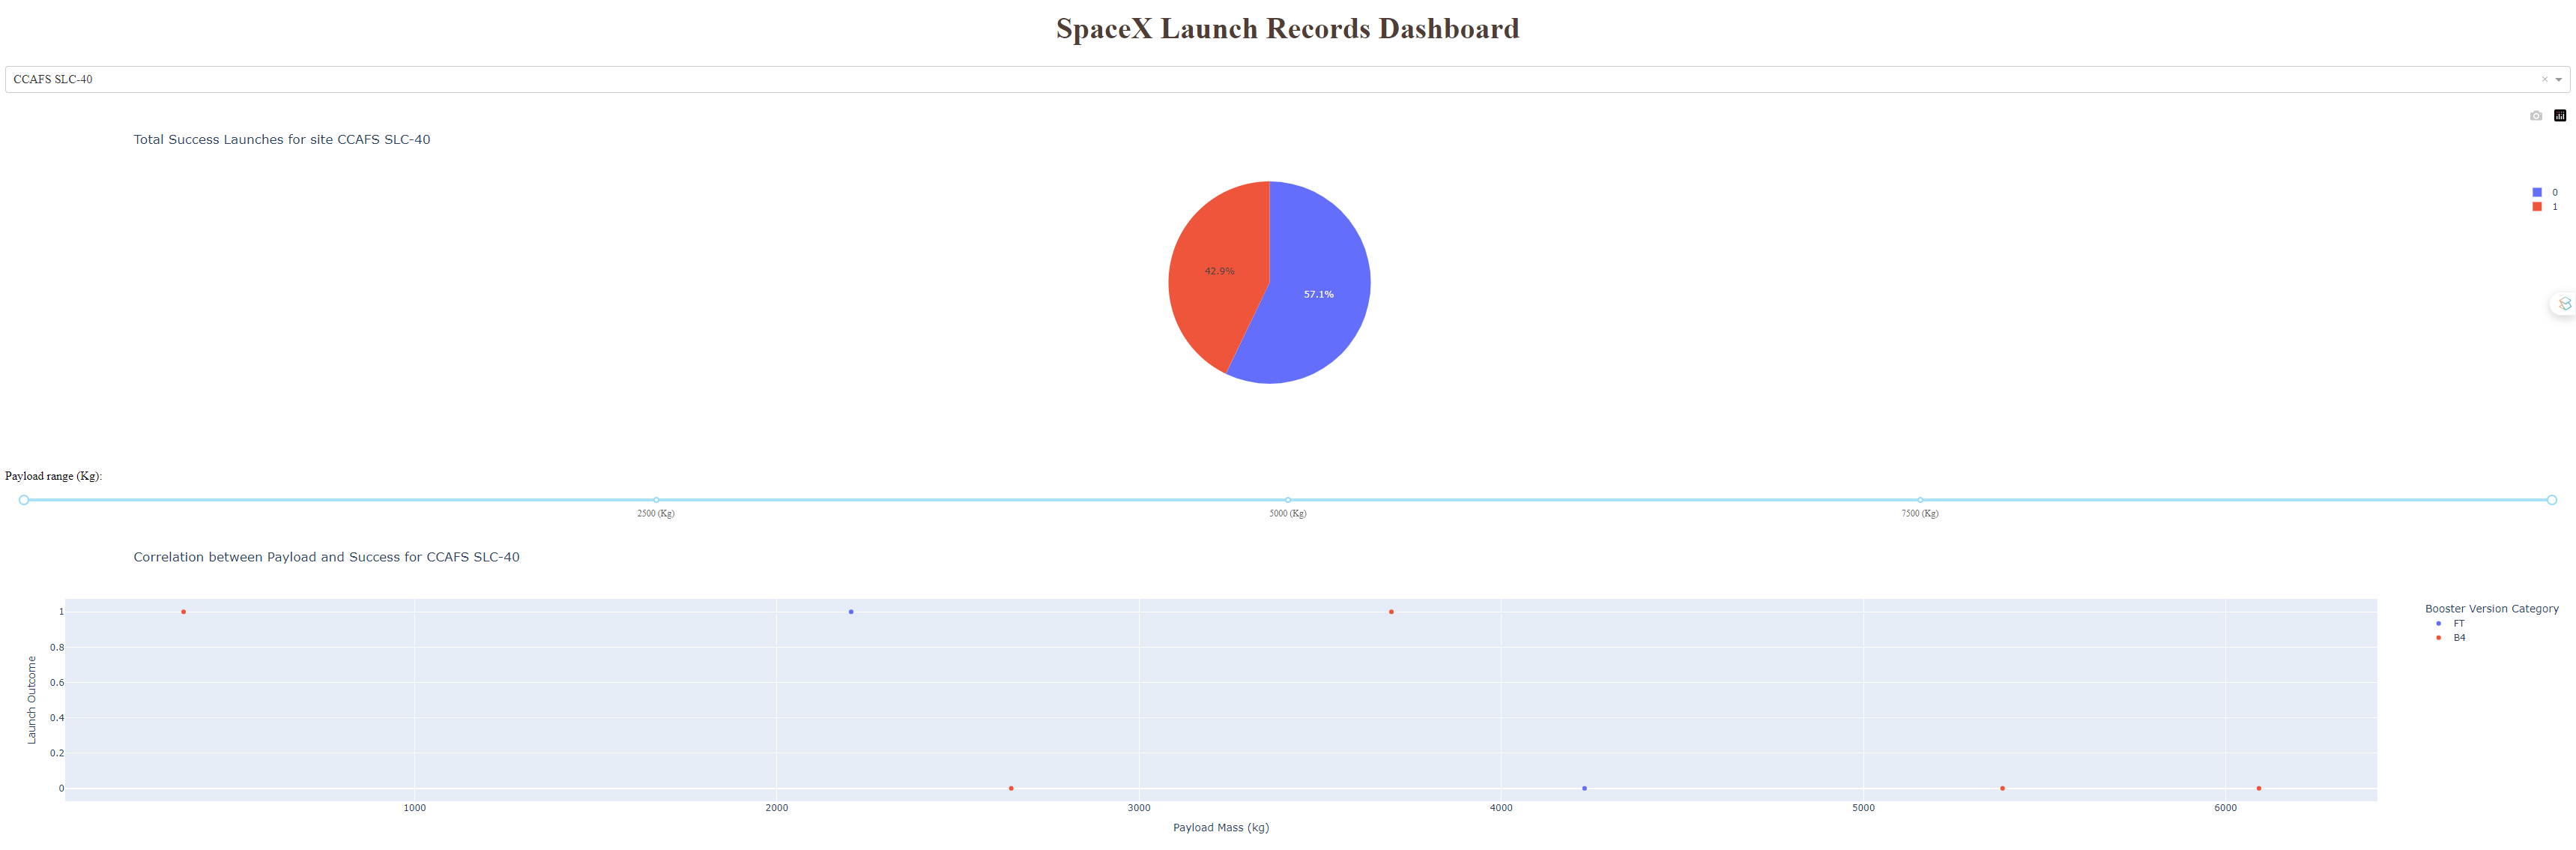 SpaceX Launch Records Dashboard
CCAFS SLC-40
Total Success Launches for site CCAFS SLC-40
0
1
42.9%
57.1%
Payload range (Kg):
2500 (Kg) 5000 (Kg) 7500 (Kg)
Correlation between Payload and Success for CCAFS SLC-40
Booster Version Category
FT
B4
Launch Outcome
1
0.8
0.6
0.4
0.2
0
1000 2000 3000 4000 5000 6000
Payload Mass (kg)